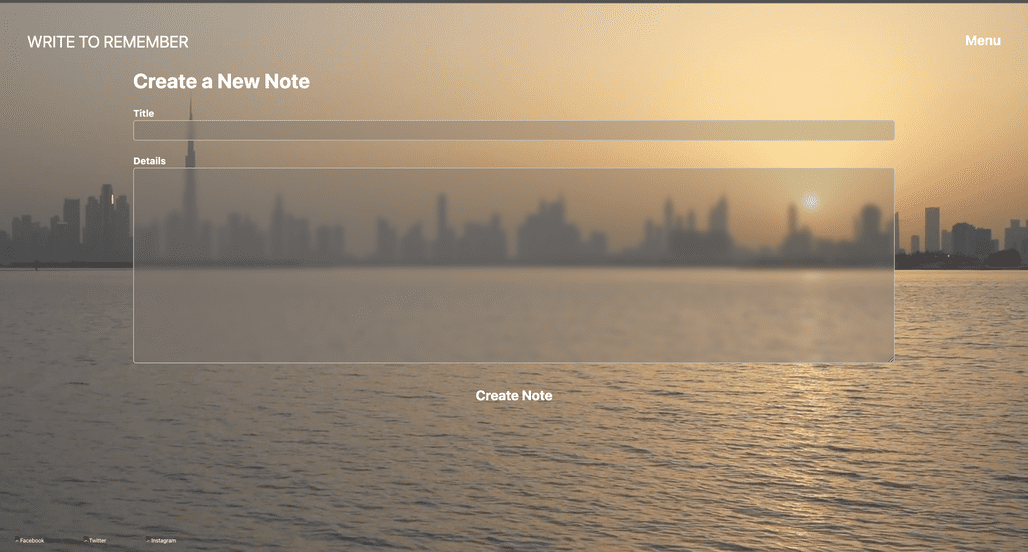 WRITE TO REMEMBER
Menu
Create a New Note
Title
Details
Create Note
Facebook
Twitter
Instagram